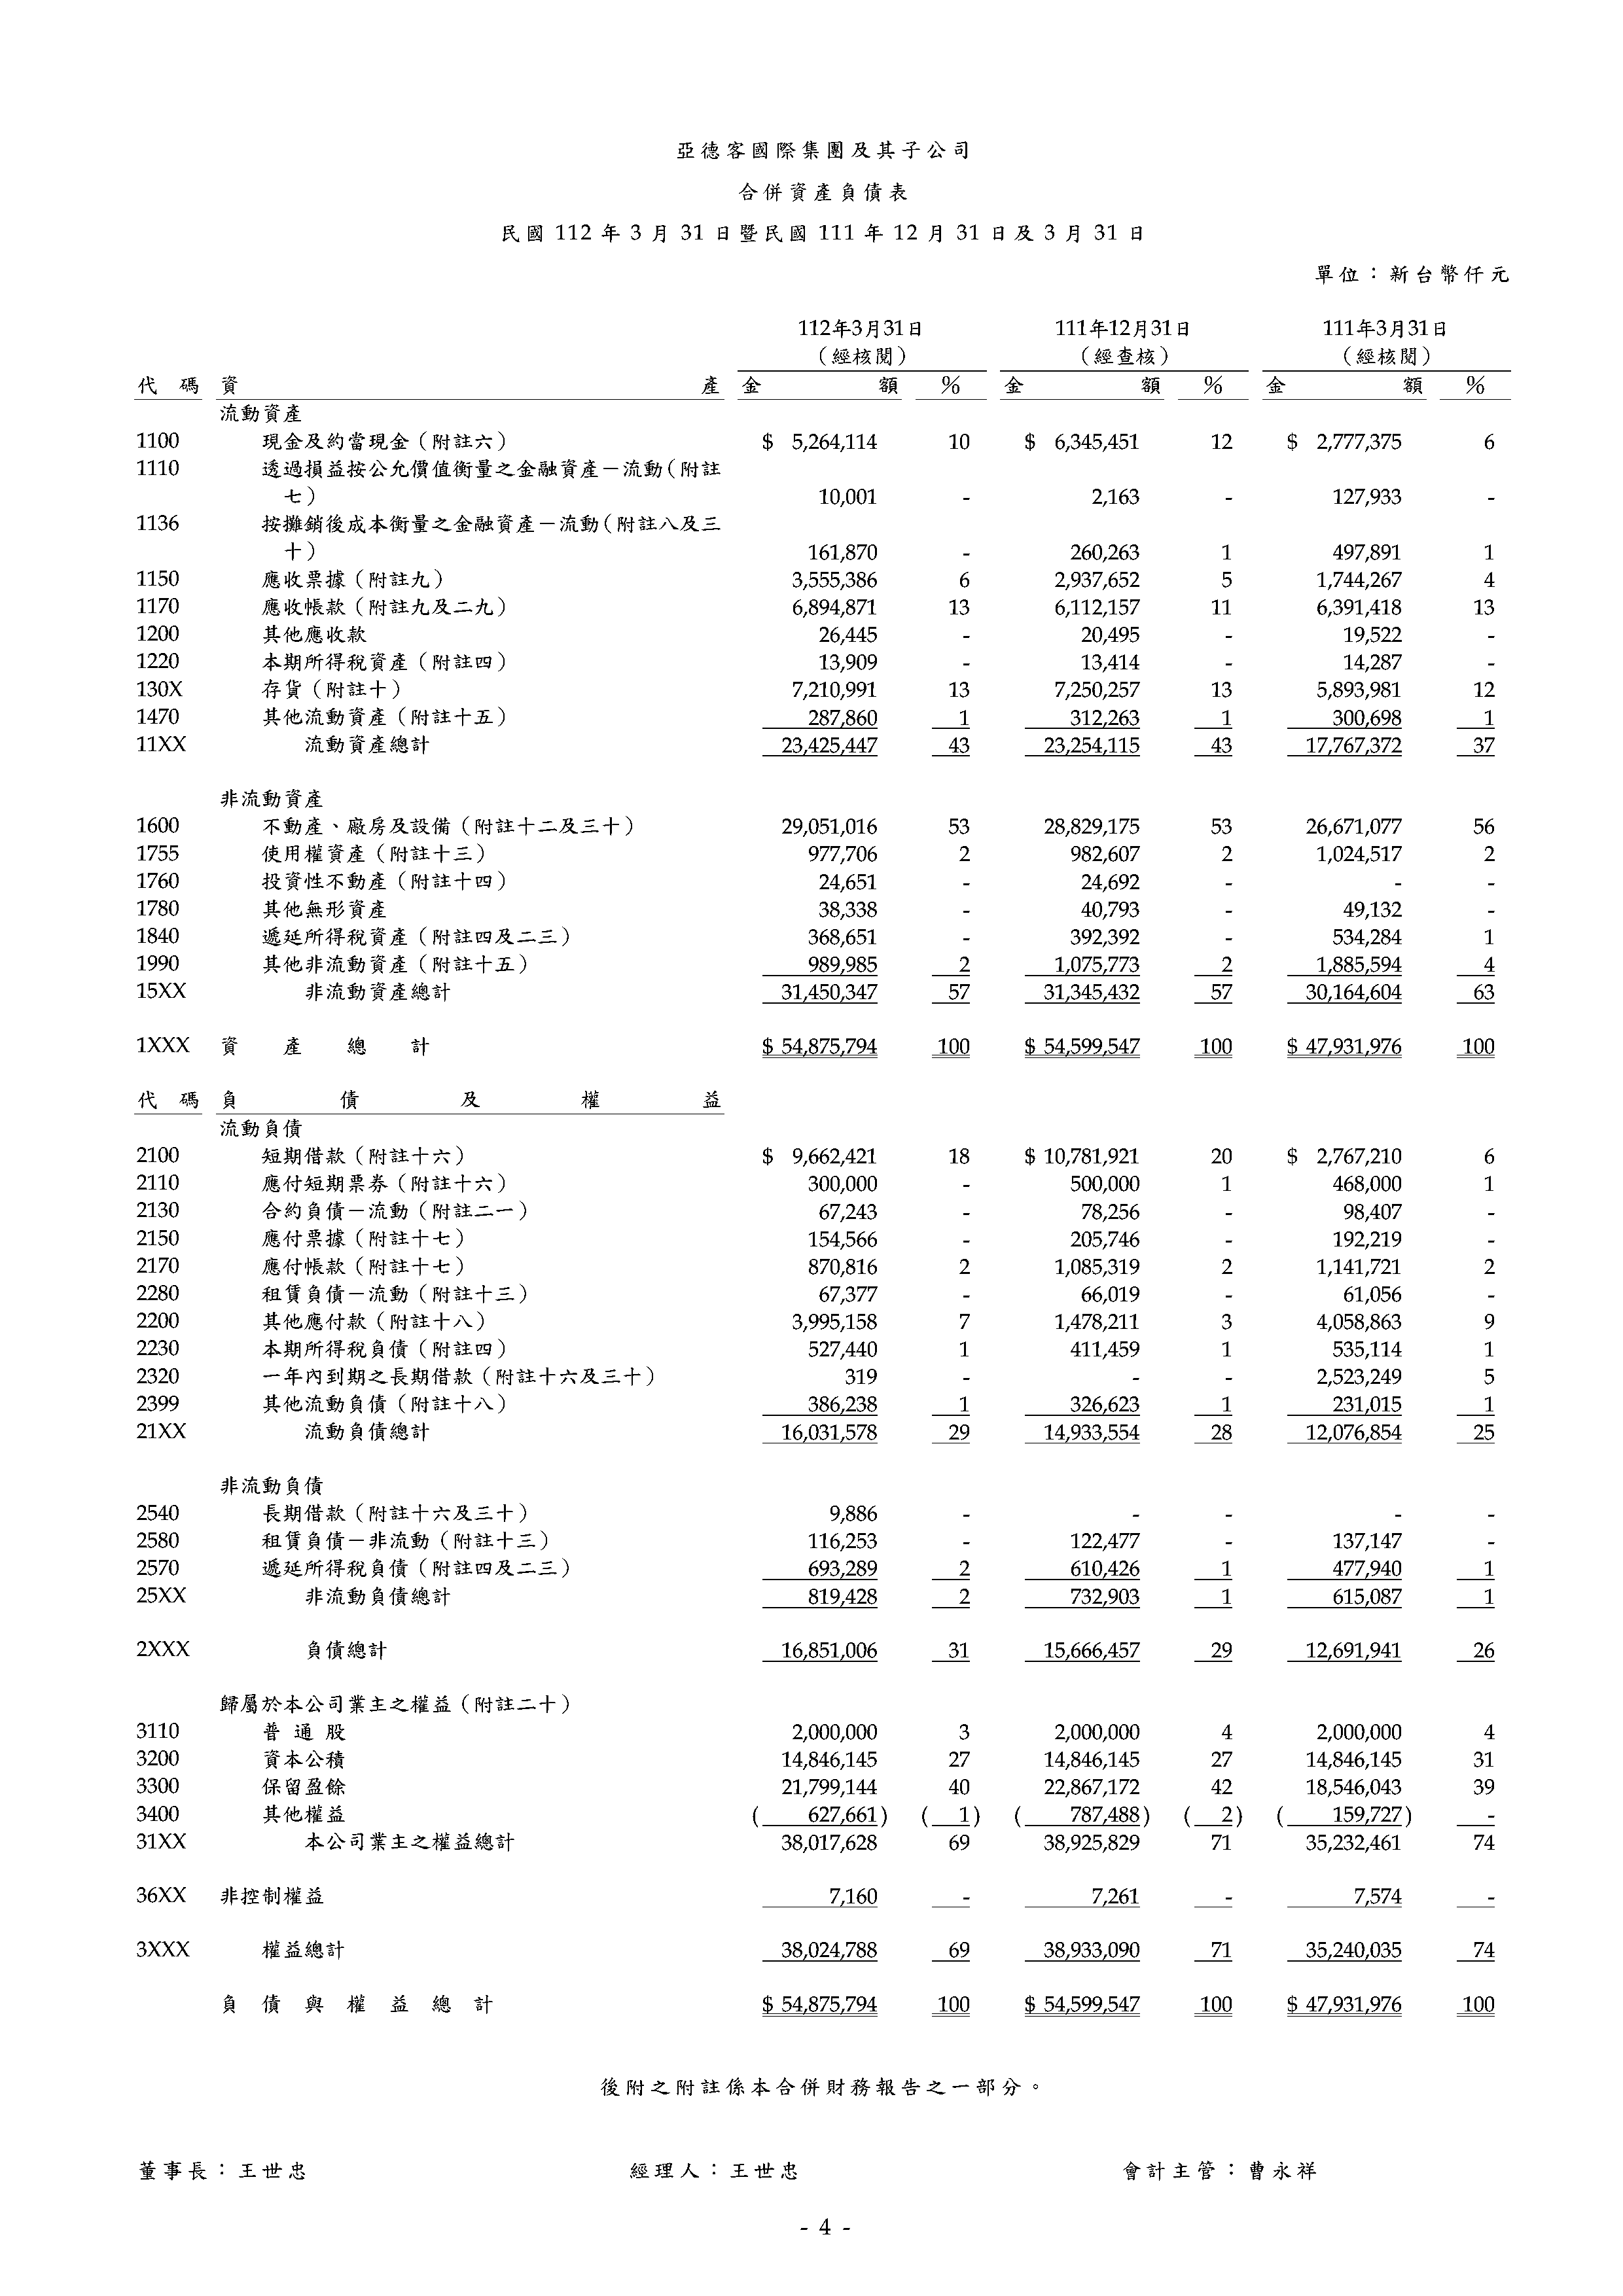 亞德客國際集團及其子公司
合併資產負債表
民國 112 年 3 月 31 日暨民國 111 年 12 月 31 日及 3 月 31 日
單位：新台幣仟元
112年3月31日 111年12月31日 111年3月31日
（經核閱） （經查核） （經核閱）
代 碼 資 產 金 額 ％ 金 額 ％ 金 額 ％
流動資產
1100 現金及約當現金（附註六） $ 5,264,114 10 $ 6,345,451 12 $ 2,777,375 6
1110 透過損益按公允價值衡量之金融資產－流動（附註
七） 10,001 - 2,163 - 127,933 -
1136 按攤銷後成本衡量之金融資產－流動（附註八及三
十） 161,870 - 260,263 1 497,891 1
1150 應收票據（附註九） 3,555,386 6 2,937,652 5 1,744,267 4
1170 應收帳款（附註九及二九） 6,894,871 13 6,112,157 11 6,391,418 13
1200 其他應收款 26,445 - 20,495 - 19,522 -
1220 本期所得稅資產（附註四） 13,909 - 13,414 - 14,287 -
130X 存貨（附註十） 7,210,991 13 7,250,257 13 5,893,981 12
1470 其他流動資產（附註十五） 287,860 1 312,263 1 300,698 1
11XX 流動資產總計 23,425,447 43 23,254,115 43 17,767,372 37
非流動資產
1600 不動產、廠房及設備（附註十二及三十） 29,051,016 53 28,829,175 53 26,671,077 56
1755 使用權資產（附註十三） 977,706 2 982,607 2 1,024,517 2
1760 投資性不動產（附註十四） 24,651 - 24,692 - - -
1780 其他無形資產 38,338 - 40,793 - 49,132 -
1840 遞延所得稅資產（附註四及二三） 368,651 - 392,392 - 534,284 1
1990 其他非流動資產（附註十五） 989,985 2 1,075,773 2 1,885,594 4
15XX 非流動資產總計 31,450,347 57 31,345,432 57 30,164,604 63
1XXX 資 產 總 計 $ 54,875,794 100 $ 54,599,547 100 $ 47,931,976 100
代 碼 負 債 及 權 益
流動負債
2100 短期借款（附註十六） $ 9,662,421 18 $ 10,781,921 20 $ 2,767,210 6
2110 應付短期票券（附註十六） 300,000 - 500,000 1 468,000 1
2130 合約負債－流動（附註二一） 67,243 - 78,256 - 98,407 -
2150 應付票據（附註十七） 154,566 - 205,746 - 192,219 -
2170 應付帳款（附註十七） 870,816 2 1,085,319 2 1,141,721 2
2280 租賃負債－流動（附註十三） 67,377 - 66,019 - 61,056 -
2200 其他應付款（附註十八） 3,995,158 7 1,478,211 3 4,058,863 9
2230 本期所得稅負債（附註四） 527,440 1 411,459 1 535,114 1
2320 一年內到期之長期借款（附註十六及三十） 319 - - - 2,523,249 5
2399 其他流動負債（附註十八） 386,238 1 326,623 1 231,015 1
21XX 流動負債總計 16,031,578 29 14,933,554 28 12,076,854 25
非流動負債
2540 長期借款（附註十六及三十） 9,886 - - - - -
2580 租賃負債－非流動（附註十三） 116,253 - 122,477 - 137,147 -
2570 遞延所得稅負債（附註四及二三） 693,289 2 610,426 1 477,940 1
25XX 非流動負債總計 819,428 2 732,903 1 615,087 1
2XXX 負債總計 16,851,006 31 15,666,457 29 12,691,941 26
歸屬於本公司業主之權益（附註二十）
3110 普 通 股 2,000,000 3 2,000,000 4 2,000,000 4
3200 資本公積 14,846,145 27 14,846,145 27 14,846,145 31
3300 保留盈餘 21,799,144 40 22,867,172 42 18,546,043 39
3400 其他權益 ( 627,661) ( 1) ( 787,488) ( 2) ( 159,727) -
31XX 本公司業主之權益總計 38,017,628 69 38,925,829 71 35,232,461 74
36XX 非控制權益 7,160 - 7,261 - 7,574 -
3XXX 權益總計 38,024,788 69 38,933,090 71 35,240,035 74
負 債 與 權 益 總 計 $ 54,875,794 100 $ 54,599,547 100 $ 47,931,976 100
後附之附註係本合併財務報告之一部分。
董事長：王世忠 經理人：王世忠 會計主管：曹永祥
- 4 -